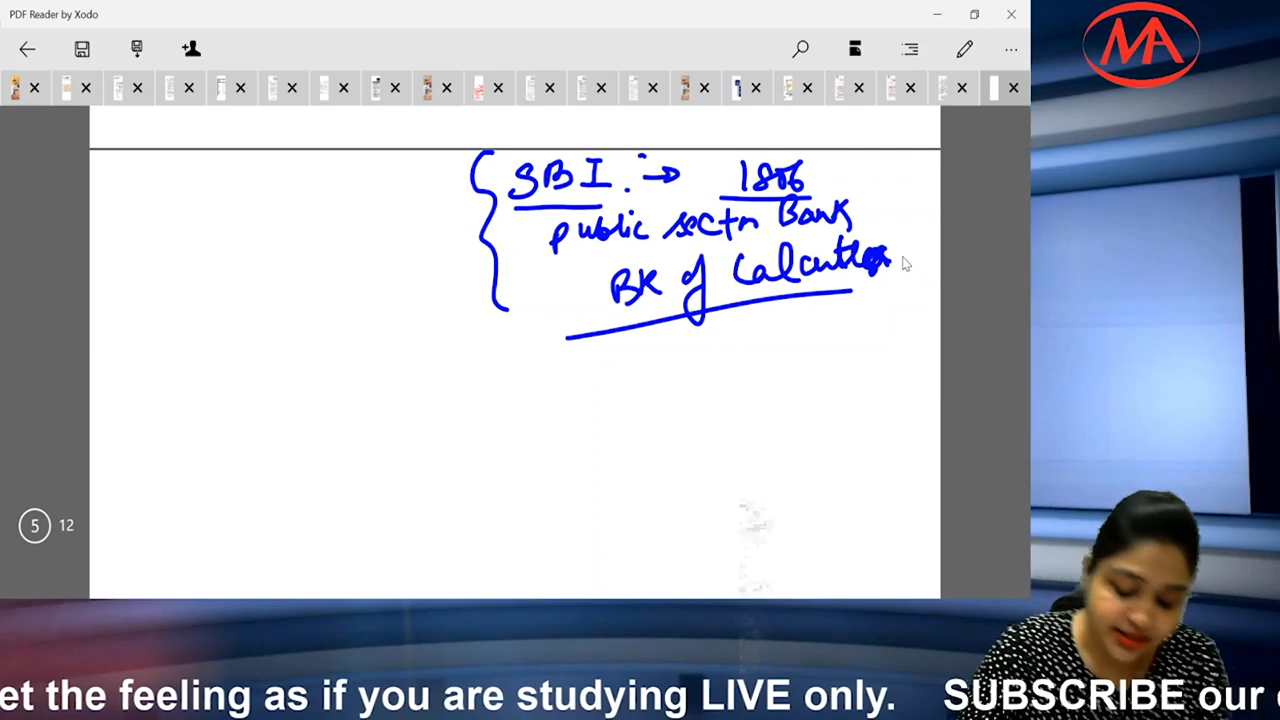 PDF Reader by Xodo
MA
SBI : → 1806
public sector Bank
BK of Calcutta
5 12
et the feeling as if you are studying LIVE only. SUBSCRIBE our